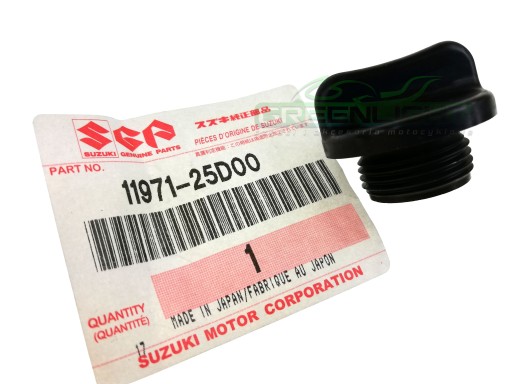 SGP
SUZUKI GENUINE PARTS
スズキ純正部品
PIÈCES D'ORIGINE DE SUZUKI
PART NO.
11971-25D00
1
QUANTITY
(QUANTITÉ)
MADE IN JAPAN/FABRIQUE AU JAPON
17
SUZUKI MOTOR CORPORATION